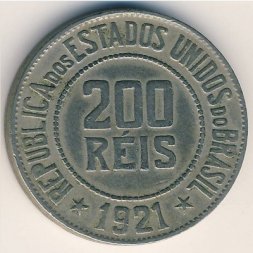 REPUBLICA DOS ESTADOS UNIDOS DO BRASIL
200
RÉIS
★ 1921 ★